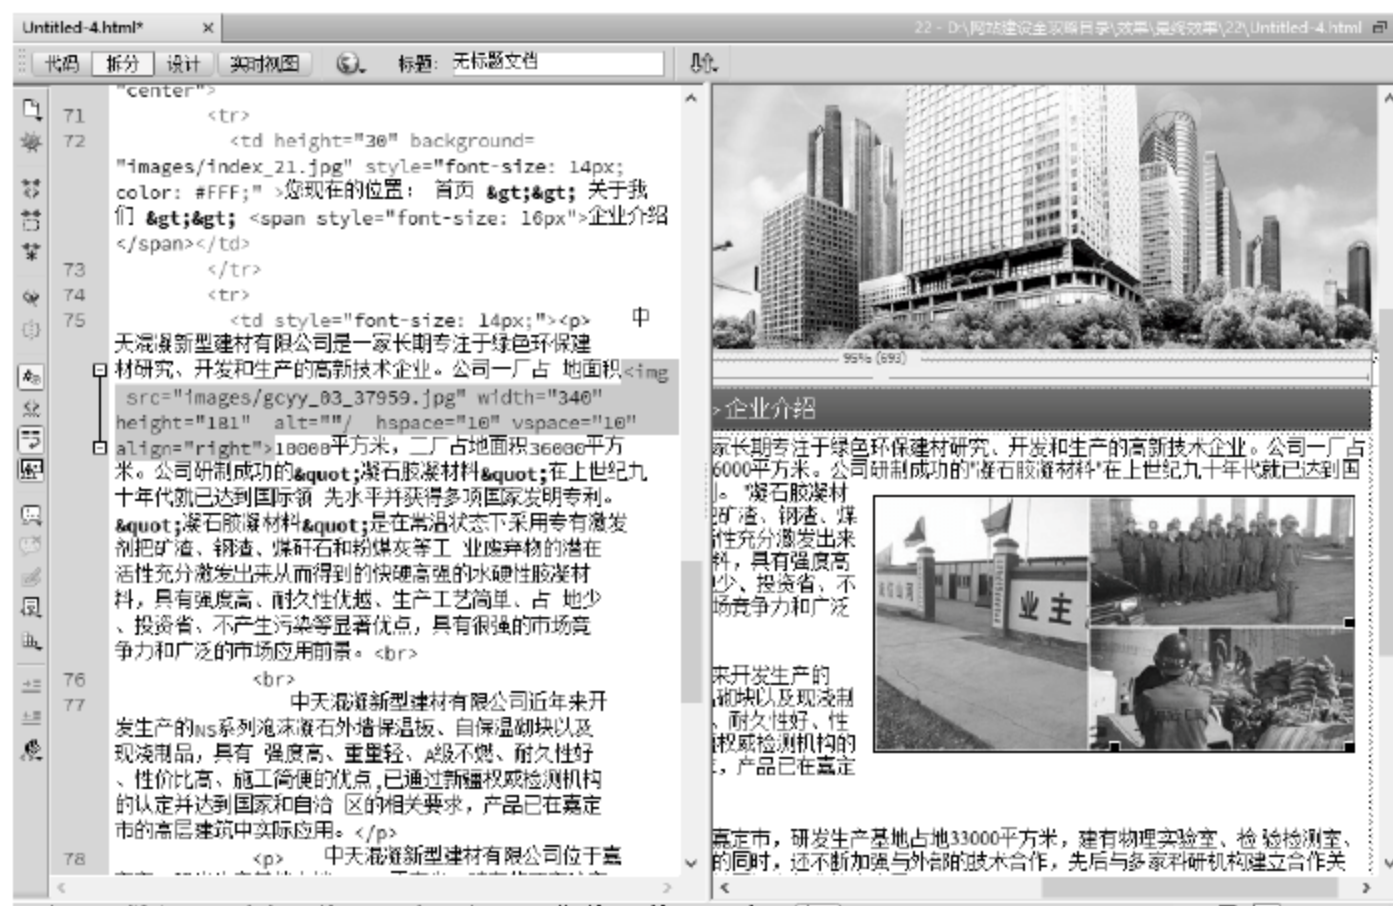 Untitled-4.html* ×
22 - D:\网站建设全攻略目录\效果\最终效果\22\Untitled-4.html
代码 拆分 设计 实时视图 标题: 无标题文档
"center">
71 <tr>
72 <td height="30" background=
"images/index_21.jpg" style="font-size: 14px;
color: #FFF;" >您现在的位置： 首页 &gt;&gt; 关于我
们 &gt;&gt; <span style="font-size: 16px">企业介绍
</span></td>
73 </tr>
74 <tr>
75 <td style="font-size: 14px;"><p> 中
天混凝新型建材有限公司是一家长期专注于绿色环保建
材研究、开发和生产的高新技术企业。公司一厂占 地面积<img
src="images/gcyy_03_37959.jpg" width="340"
height="181" alt=""/ hspace="10" vspace="10"
align="right">10000平方米，二厂占地面积36000平方
米。公司研制成功的&quot;凝石胶凝材料&quot;在上世纪九
十年代就已达到国际领 先水平并获得多项国家发明专利。
&quot;凝石胶凝材料&quot;是在常温状态下采用专有激发
剂把矿渣、钢渣、煤矸石和粉煤灰等工 业废弃物的潜在
活性充分激发出来从而得到的快硬高强的水硬性胶凝材
料，具有强度高、耐久性优越、生产工艺简单、占 地少
、投资省、不产生污染等显著优点，具有很强的市场竞
争力和广泛的市场应用前景。<br>
76 <br>
77 中天混凝新型建材有限公司近年来开
发生产的NS系列泡沫凝石外墙保温板、自保温砌块以及
现浇制品，具有 强度高、重量轻、A级不燃、耐久性好
、性价比高、施工简便的优点,已通过新疆权威检测机构
的认定并达到国家和自治 区的相关要求，产品已在嘉定
市的高层建筑中实际应用。</p>
78 <p> 中天混凝新型建材有限公司位于嘉
95% (693)
> 企业介绍
家长期专注于绿色环保建材研究、开发和生产的高新技术企业。公司一厂占
6000平方米。公司研制成功的"凝石胶凝材料"在上世纪九十年代就已达到国
。"凝石胶凝材
矿渣、钢渣、煤
性充分激发出来
料，具有强度高
少、投资省、不
场竞争力和广泛
业主
来开发生产的
砌块以及现浇制
、耐久性好、性
权威检测机构的
，产品已在嘉定
嘉定市，研发生产基地占地33000平方米，建有物理实验室、检 验检测室、
的同时，还不断加强与外部的技术合作，先后与多家科研机构建立合作关